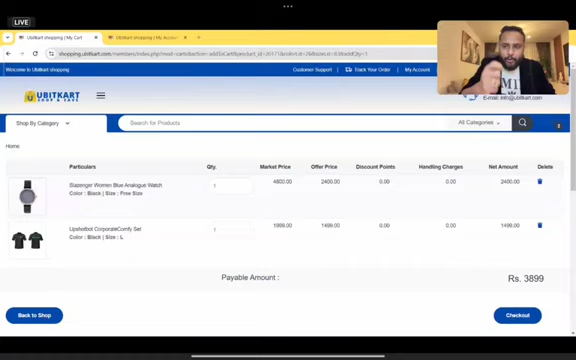 LIVE
Ubitkart shopping | My Cart
Ubitkart shopping | My Account
Welcome to Ubitkart shopping
Customer Support | Track Your Order | My Account
UBITKART
SHOP & SAVE
E-mail: info@ubitkart.com
Shop By Category
Search for Products
All Categories
2
Home
Particulars Qty. Market Price Offer Price Discount Points Handling Charges Net Amount Delete
Slazenger Women Blue Analogue Watch 1 4800.00 2400.00 0.00 0.00 2400.00
Color : Black | Size : Free Size
Upshotbot CorporateComfy Set 1 1999.00 1499.00 0.00 0.00 1499.00
Color : Black | Size : L
Payable Amount : Rs. 3899
Back to Shop
Checkout